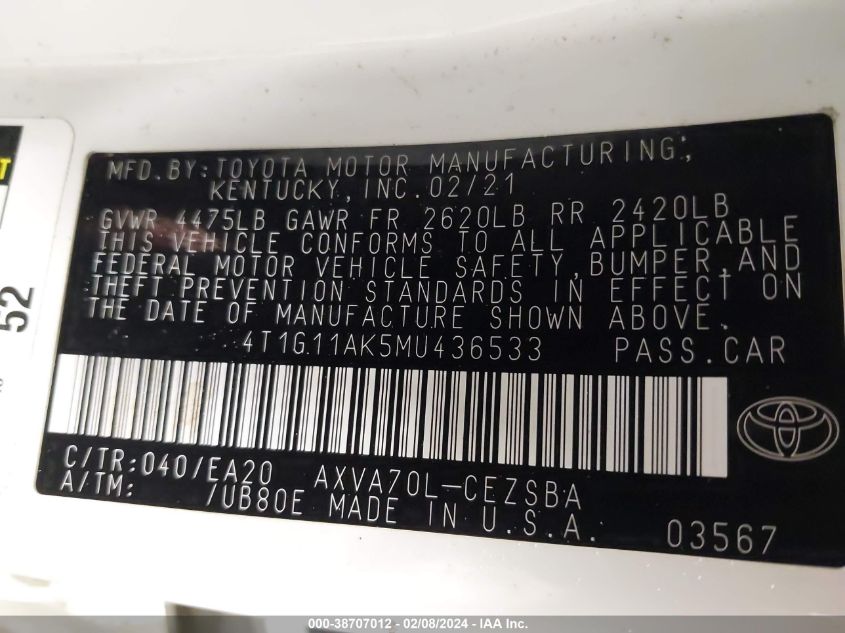 T
52
MFD.BY:TOYOTA MOTOR MANUFACTURING,
KENTUCKY,INC.02/21
GVWR 4475LB GAWR FR 2620LB RR 2420LB
THIS VEHICLE CONFORMS TO ALL APPLICABLE
FEDERAL MOTOR VEHICLE SAFETY,BUMPER,AND
THEFT PREVENTION STANDARDS IN EFFECT ON
THE DATE OF MANUFACTURE SHOWN ABOVE.
4T1G11AK5MU436533 PASS.CAR
C/TR:040/EA20 AXVA70L-CEZSBA
A/TM: /UB80E MADE IN U.S.A. 03567
000-38707012 - 02/08/2024 - IAA Inc.